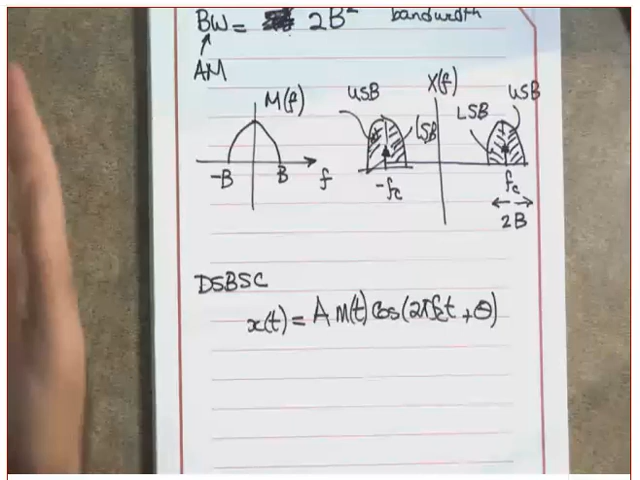 BW = 2B bandwidth
AM
M(f)
-B B f
X(f)
USB LSB
-fc
LSB USB
fc
2B
DSBSC
x(t) = A m(t) cos(2πfct + θ)